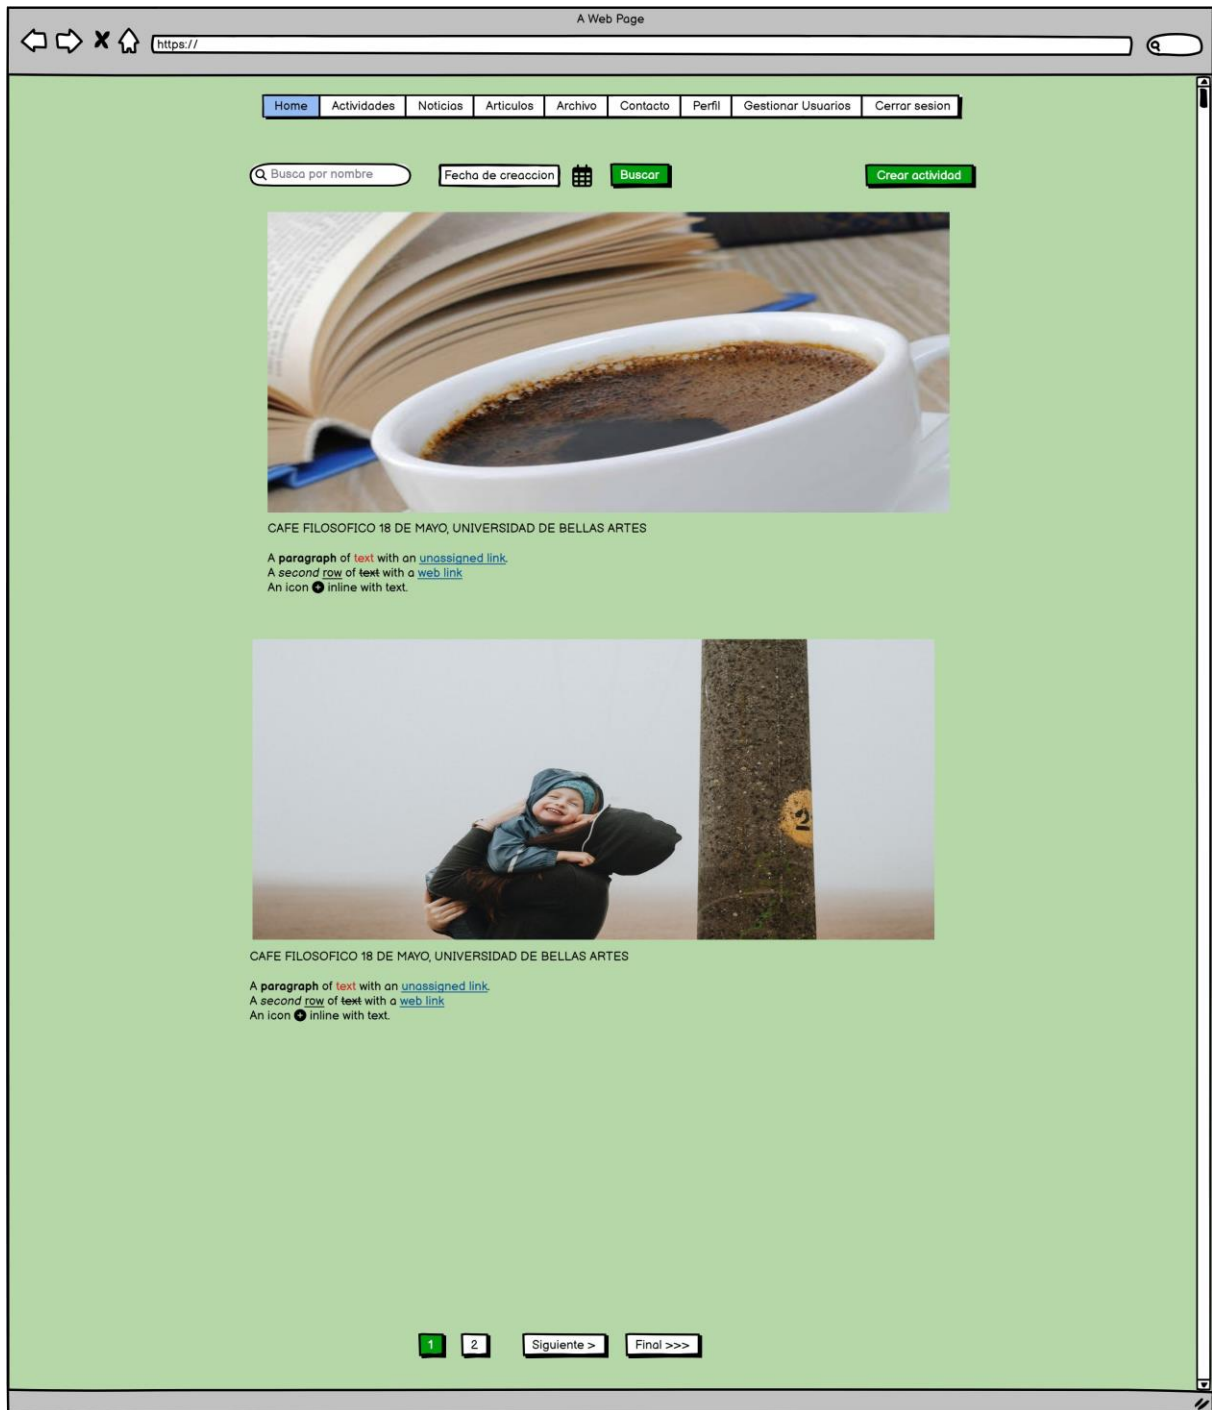 A Web Page
https://
Home Actividades Noticias Articulos Archivo Contacto Perfil Gestionar Usuarios Cerrar sesion
Busca por nombre Fecha de creaccion Buscar Crear actividad
CAFE FILOSOFICO 18 DE MAYO, UNIVERSIDAD DE BELLAS ARTES
A paragraph of text with an unassigned link.
A second row of text with a web link
An icon inline with text.
2
CAFE FILOSOFICO 18 DE MAYO, UNIVERSIDAD DE BELLAS ARTES
A paragraph of text with an unassigned link.
A second row of text with a web link
An icon inline with text.
1 2 Siguiente > Final >>>